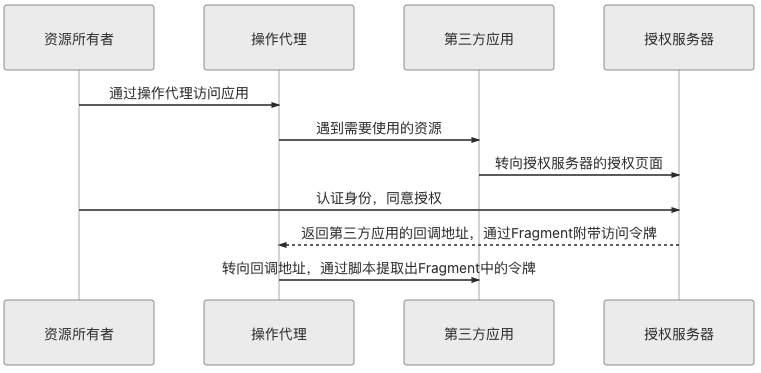 资源所有者
操作代理
第三方应用
授权服务器
通过操作代理访问应用
遇到需要使用的资源
转向授权服务器的授权页面
认证身份，同意授权
返回第三方应用的回调地址，通过Fragment附带访问令牌
转向回调地址，通过脚本提取出Fragment中的令牌
资源所有者
操作代理
第三方应用
授权服务器